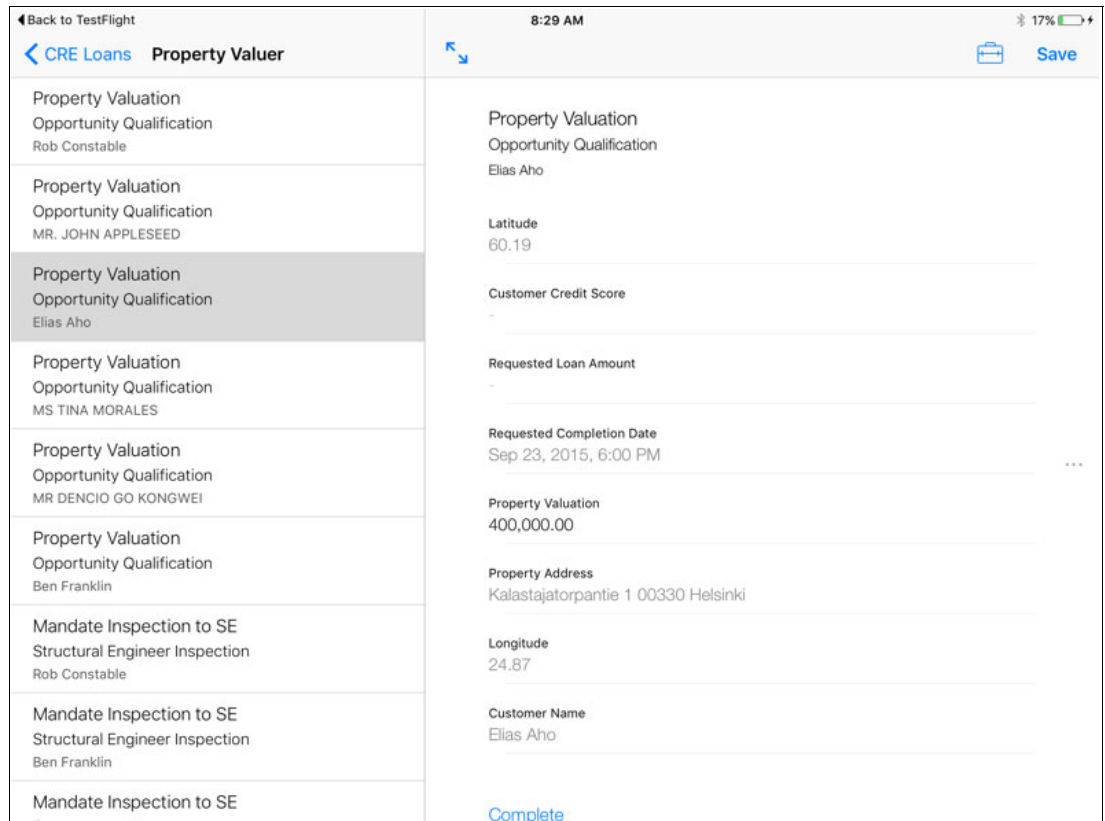 Back to TestFlight
8:29 AM
17%
CRE Loans Property Valuer
Save
Property Valuation
Opportunity Qualification
Rob Constable
Property Valuation
Opportunity Qualification
MR. JOHN APPLESEED
Property Valuation
Opportunity Qualification
Elias Aho
Property Valuation
Opportunity Qualification
MS TINA MORALES
Property Valuation
Opportunity Qualification
MR DENCIO GO KONGWEI
Property Valuation
Opportunity Qualification
Ben Franklin
Mandate Inspection to SE
Structural Engineer Inspection
Rob Constable
Mandate Inspection to SE
Structural Engineer Inspection
Ben Franklin
Mandate Inspection to SE
Property Valuation
Opportunity Qualification
Elias Aho
Latitude
60.19
Customer Credit Score
-
Requested Loan Amount
-
Requested Completion Date
Sep 23, 2015, 6:00 PM
Property Valuation
400,000.00
Property Address
Kalastajatorpantie 1 00330 Helsinki
Longitude
24.87
Customer Name
Elias Aho
Complete